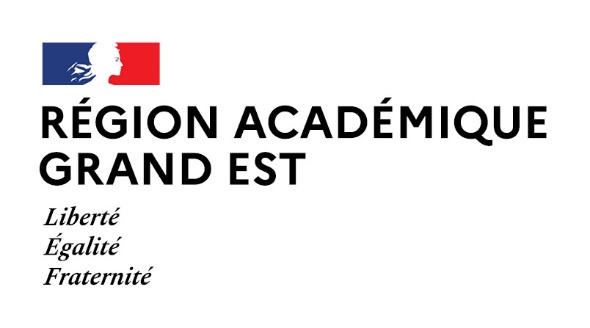 RÉGION ACADÉMIQUE
GRAND EST
Liberté
Égalité
Fraternité